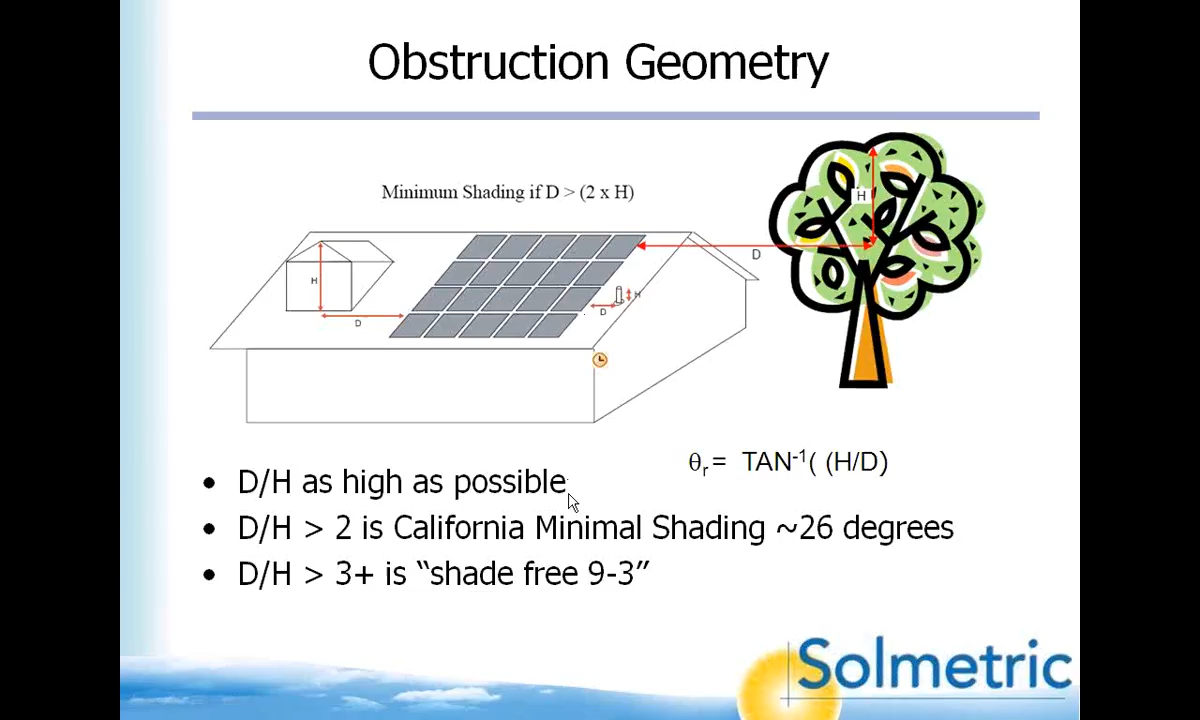 Obstruction Geometry
Minimum Shading if D > (2 x H)
H
D
H
D
H
D
θr = TAN-1( (H/D)
• D/H as high as possible
• D/H > 2 is California Minimal Shading ~26 degrees
• D/H > 3+ is “shade free 9-3”
Solmetric